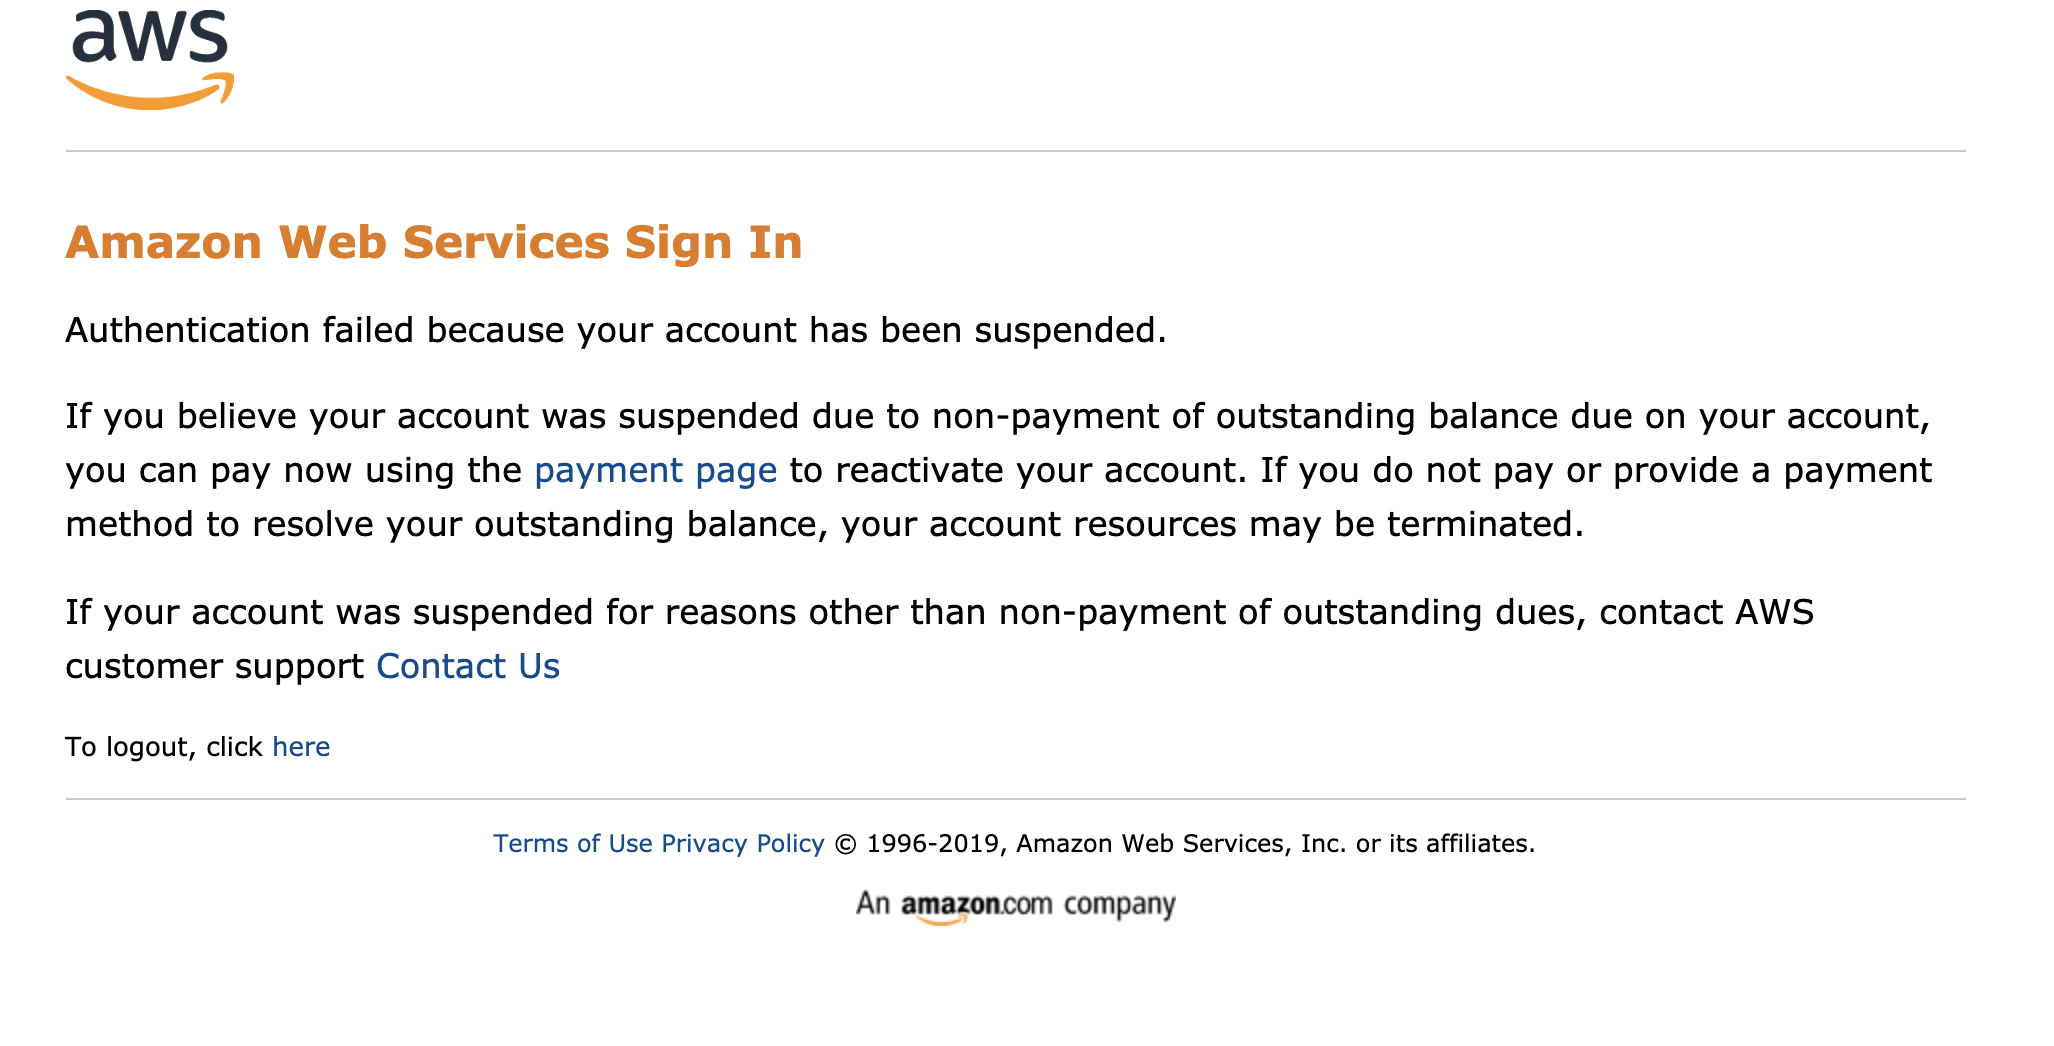 aws
Amazon Web Services Sign In
Authentication failed because your account has been suspended.
If you believe your account was suspended due to non-payment of outstanding balance due on your account,
you can pay now using the payment page to reactivate your account. If you do not pay or provide a payment
method to resolve your outstanding balance, your account resources may be terminated.
If your account was suspended for reasons other than non-payment of outstanding dues, contact AWS
customer support Contact Us
To logout, click here
Terms of Use Privacy Policy © 1996-2019, Amazon Web Services, Inc. or its affiliates.
An amazon.com company